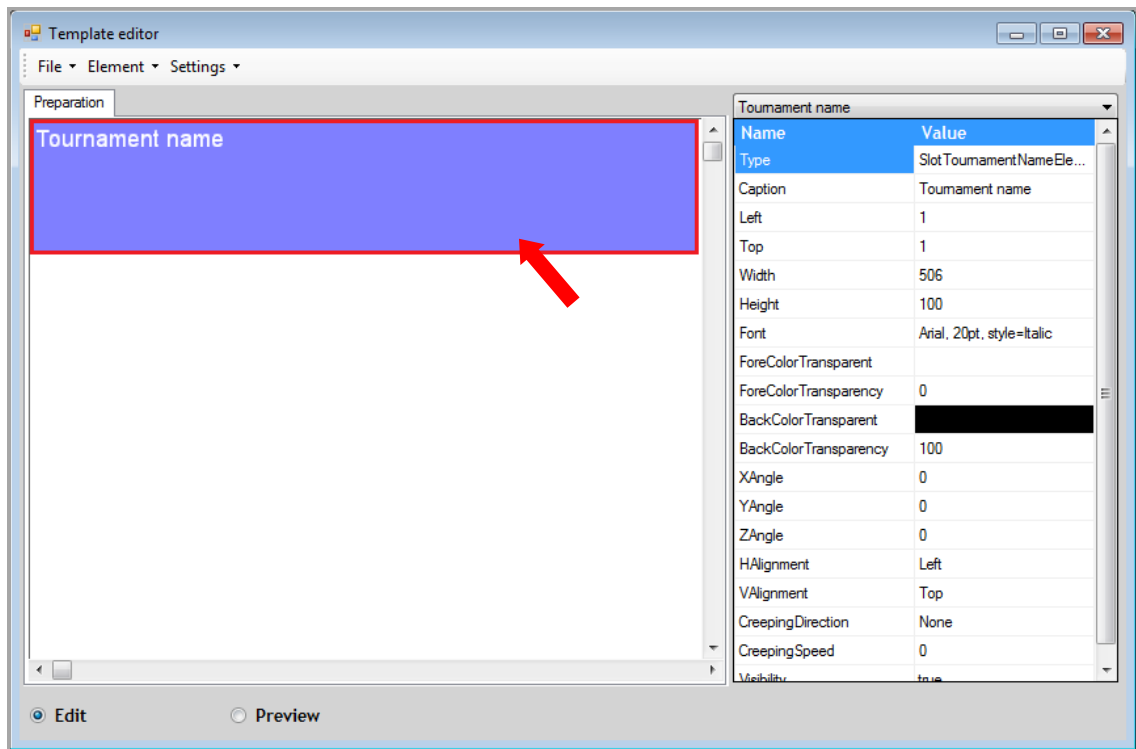 Template editor
File Element Settings
Preparation
Tournament name
Tournament name
Name Value
Type SlotTournamentNameEle...
Caption Tournament name
Left 1
Top 1
Width 506
Height 100
Font Arial, 20pt, style=Italic
ForeColorTransparent
ForeColorTransparency 0
BackColorTransparent
BackColorTransparency 100
XAngle 0
YAngle 0
ZAngle 0
HAlignment Left
VAlignment Top
CreepingDirection None
CreepingSpeed 0
Visibility true
Edit Preview